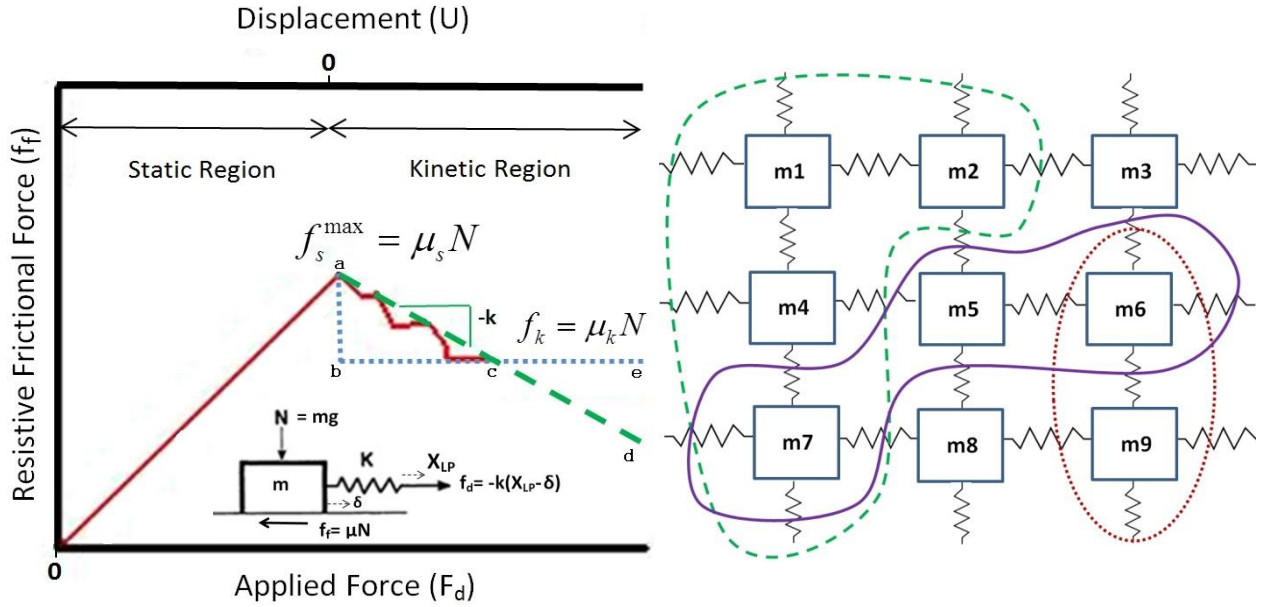 Displacement (U)
0
Resistive Frictional Force (f_f)
Static Region
Kinetic Region
f_s^max = μ_s N
a
-k
f_k = μ_k N
b
c
e
d
N = mg
K
X_LP
m
δ
f_d= -k(X_LP-δ)
f_f= μN
0
Applied Force (F_d)
m1
m2
m3
m4
m5
m6
m7
m8
m9